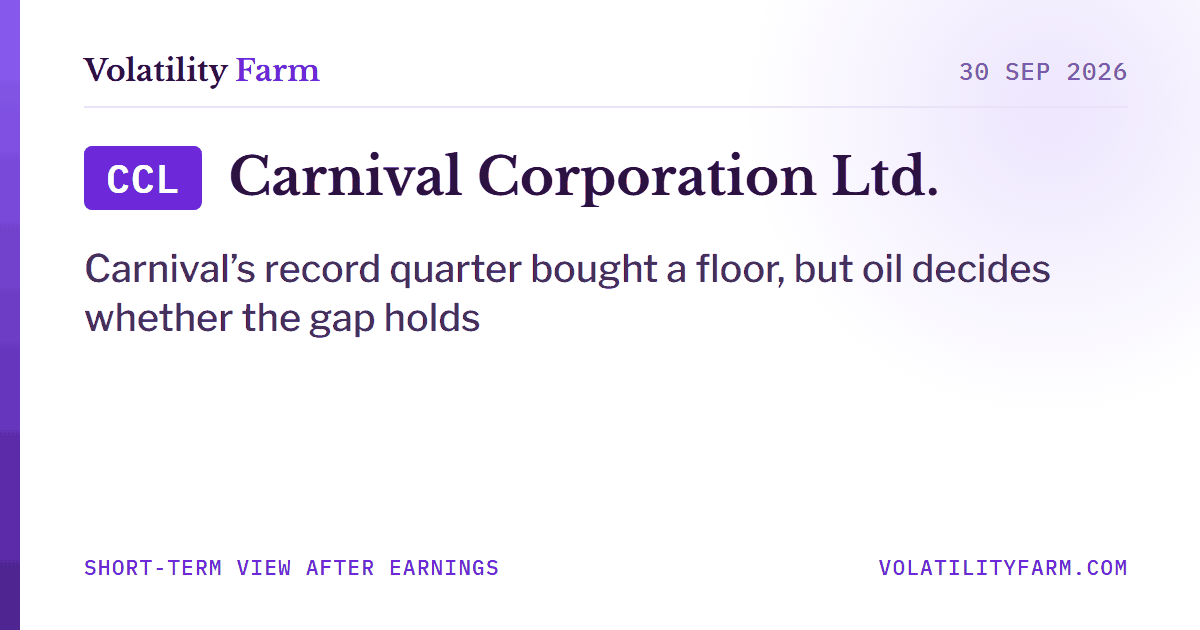 Volatility Farm
30 SEP 2026
CCL
Carnival Corporation Ltd.
Carnival’s record quarter bought a floor, but oil decides
whether the gap holds
SHORT-TERM VIEW AFTER EARNINGS
VOLATILITYFARM.COM